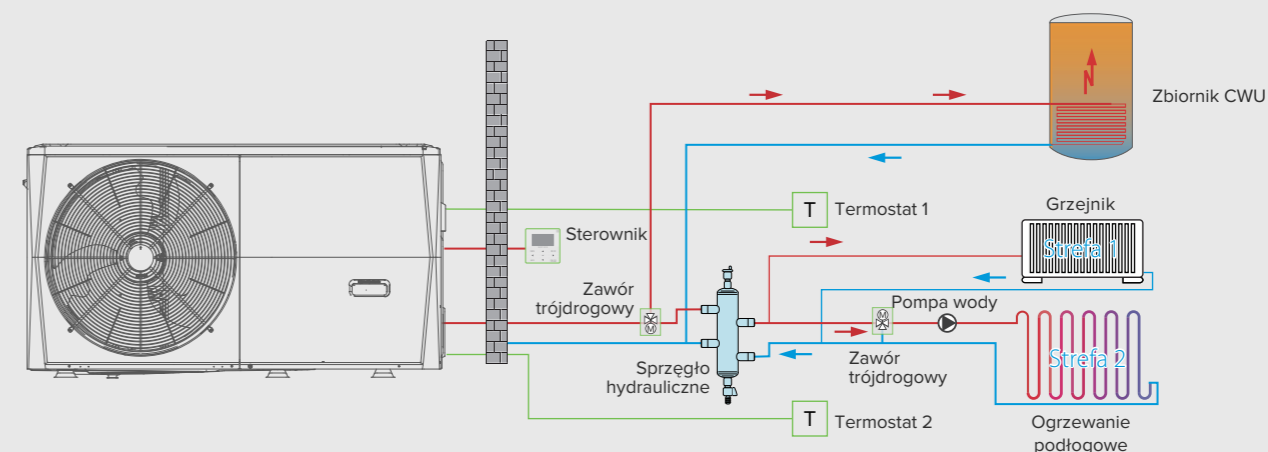 Zbiornik CWU
T
Termostat 1
Grzejnik
Sterownik
Strefa 1
Zawór
trójdrogowy
M
Pompa wody
M
Strefa 2
Sprzęgło
hydrauliczne
Zawór
trójdrogowy
T
Termostat 2
Ogrzewanie
podłogowe